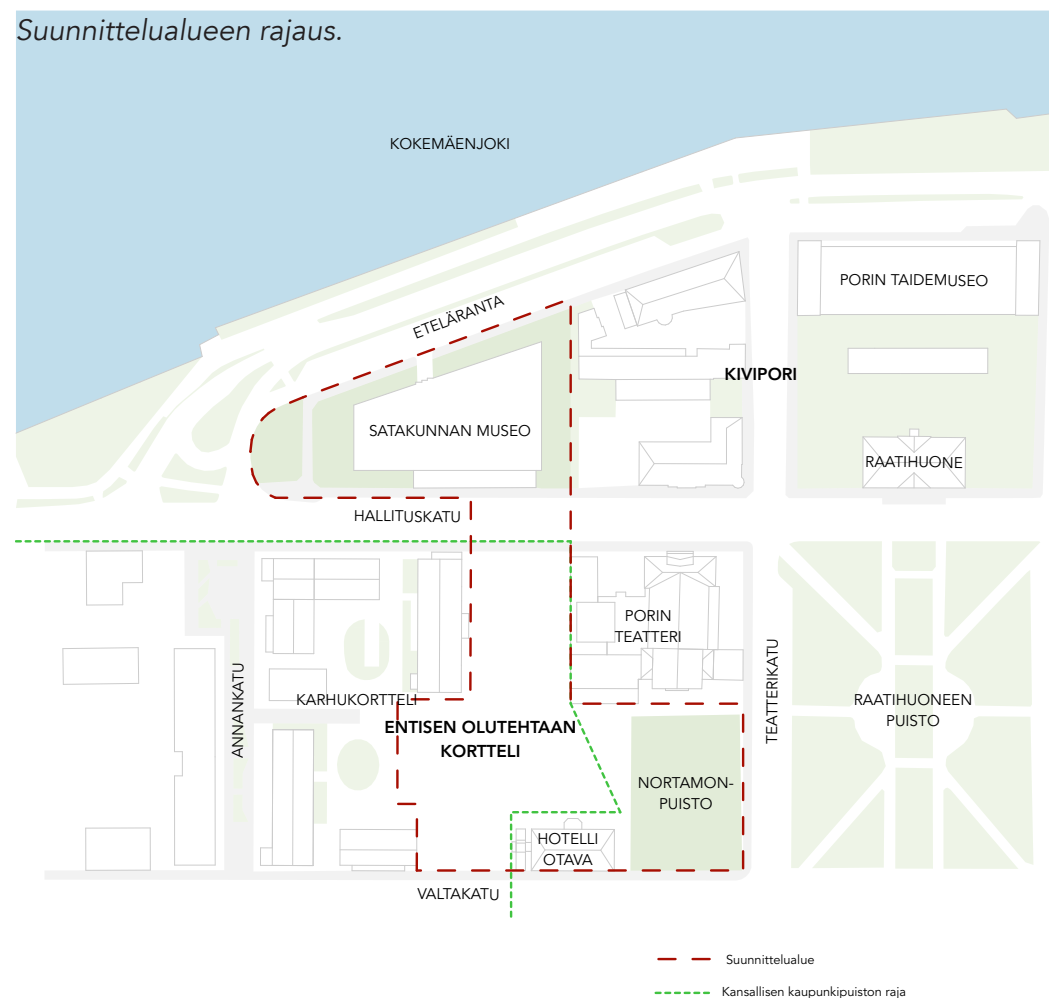 Suunnittelualueen rajaus.
KOKEMÄENJOKI
PORIN TAIDEMUSEO
ETELÄRANTA
KIVIPORI
SATAKUNNAN MUSEO
RAATIHUONE
HALLITUSKATU
PORIN
TEATTERI
ANNANKATU
KARHUKORTTELI
TEATTERIKATU
RAATIHUONEEN
PUISTO
ENTISEN OLUTEHTAAN
KORTTELI
NORTAMON-
PUISTO
HOTELLI
OTAVA
VALTAKATU
Suunnittelualue
Kansallisen kaupunkipuiston raja